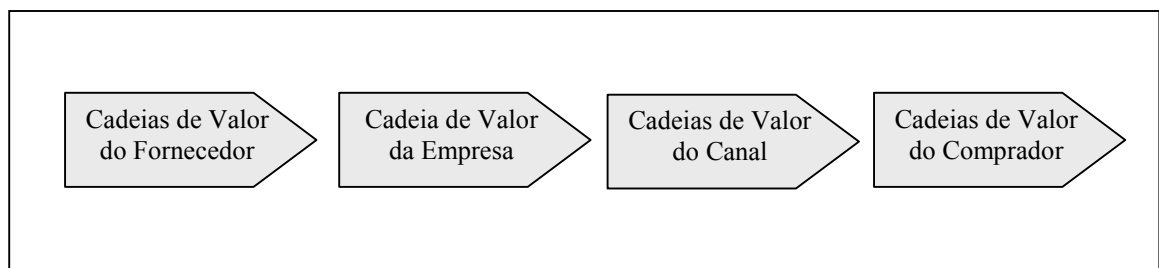 Cadeias de Valor
do Fornecedor
Cadeia de Valor
da Empresa
Cadeias de Valor
do Canal
Cadeias de Valor
do Comprador